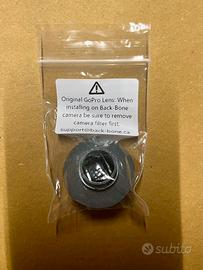 Original GoPro Lens: When
installing on Back-Bone
camera be sure to remove
camera filter first.
support@back-bone.ca
subito